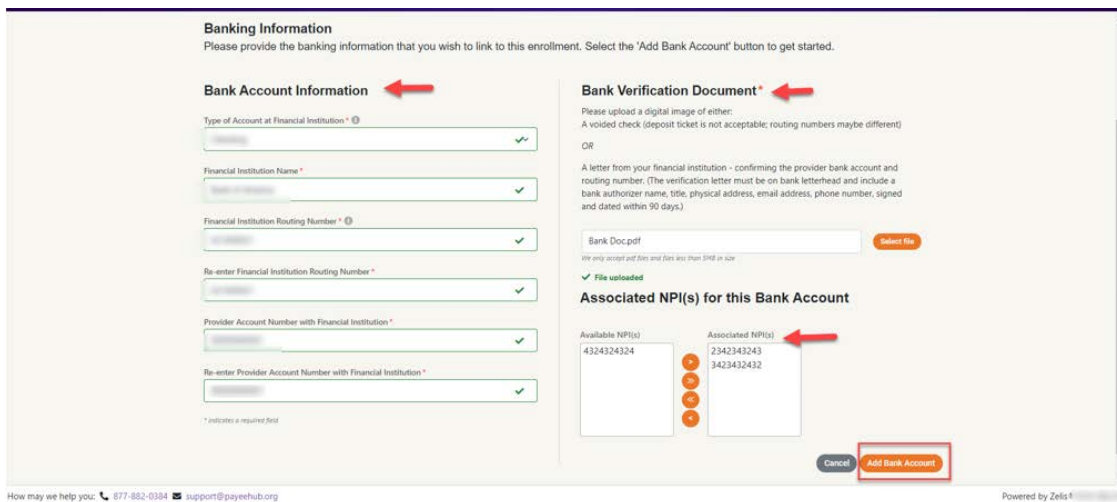 Banking Information
Please provide the banking information that you wish to link to this enrollment. Select the 'Add Bank Account' button to get started.
Bank Account Information
Type of Account at Financial Institution *
Financial Institution Name *
Financial Institution Routing Number *
Re-enter Financial Institution Routing Number *
Provider Account Number with Financial Institution *
Re-enter Provider Account Number with Financial Institution *
* indicates a required field
Bank Verification Document *
Please upload a digital image of either:
A voided check (deposit ticket is not acceptable; routing numbers maybe different)
OR
A letter from your financial institution - confirming the provider bank account and
routing number. (The verification letter must be on bank letterhead and include a
bank authorizer name, title, physical address, email address, phone number, signed
and dated within 90 days.)
Bank Doc.pdf
Select file
We only accept pdf files and files less than 5MB in size
File uploaded
Associated NPI(s) for this Bank Account
Available NPI(s)
4324324324
>
»
«
<
Associated NPI(s)
2342343243
3423432432
Cancel
Add Bank Account
How may we help you: 877-882-0384 support@payeehub.org
Powered by Zelis